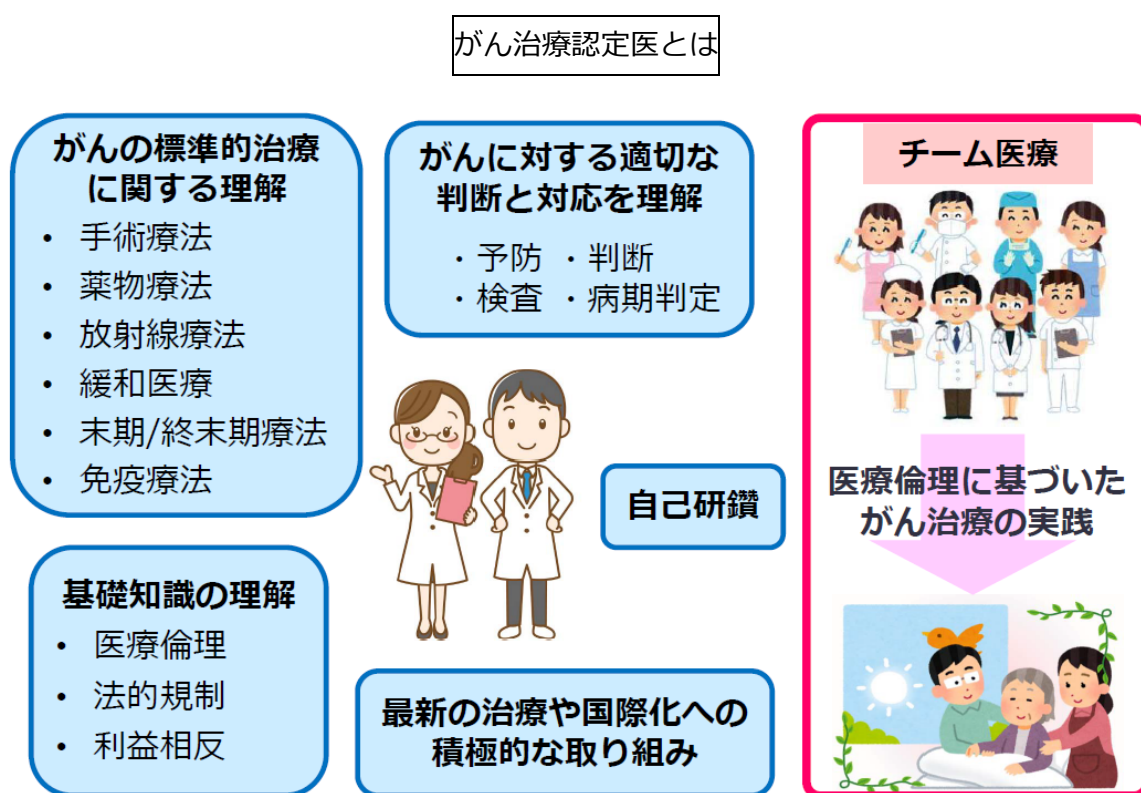 がん治療認定医とは
がんの標準的治療
に関する理解
• 手術療法
• 薬物療法
• 放射線療法
• 緩和医療
• 末期/終末期療法
• 免疫療法
がんに対する適切な
判断と対応を理解
・予防 ・判断
・検査 ・病期判定
自己研鑽
基礎知識の理解
• 医療倫理
• 法的規制
• 利益相反
最新の治療や国際化への
積極的な取り組み
チーム医療
医療倫理に基づいた
がん治療の実践